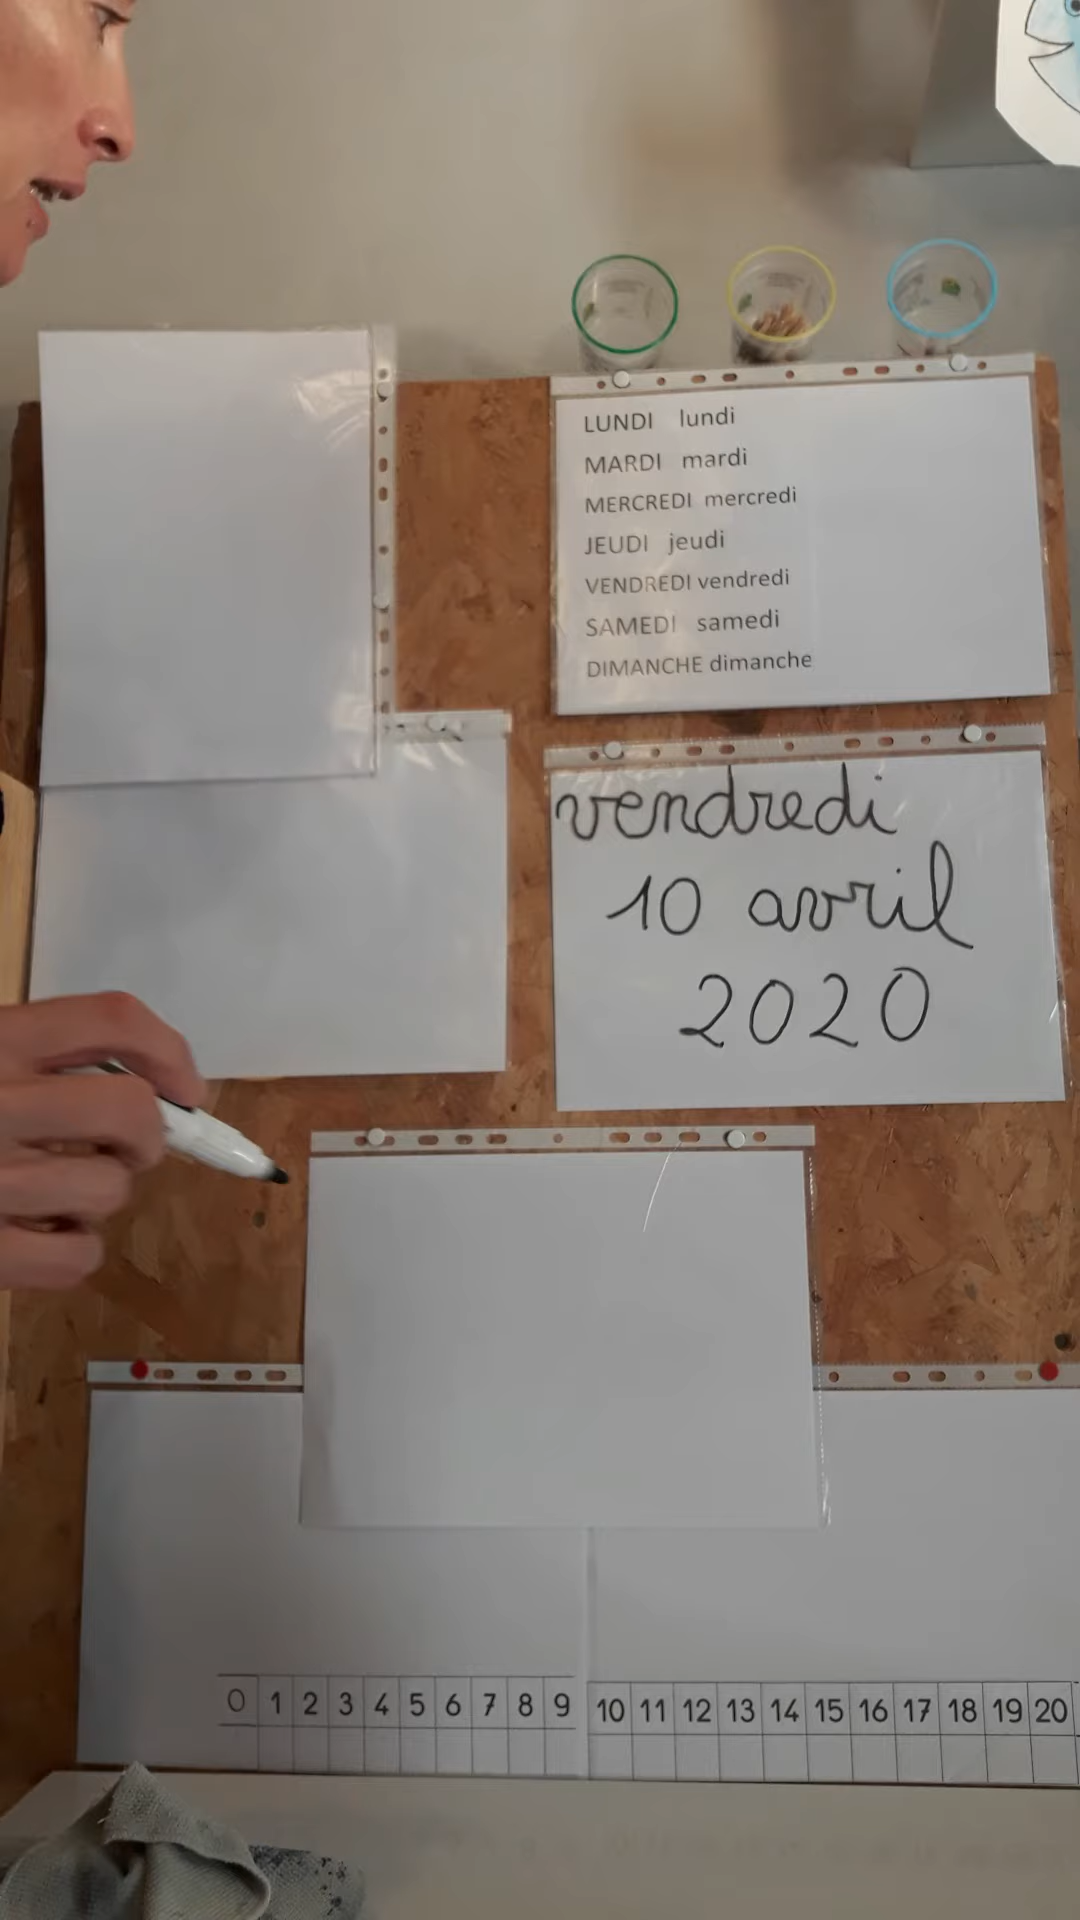 LUNDI lundi
MARDI mardi
MERCREDI mercredi
JEUDI jeudi
VENDREDI vendredi
SAMEDI samedi
DIMANCHE dimanche
vendredi
10 avril
2020
0 1 2 3 4 5 6 7 8 9 10 11 12 13 14 15 16 17 18 19 20